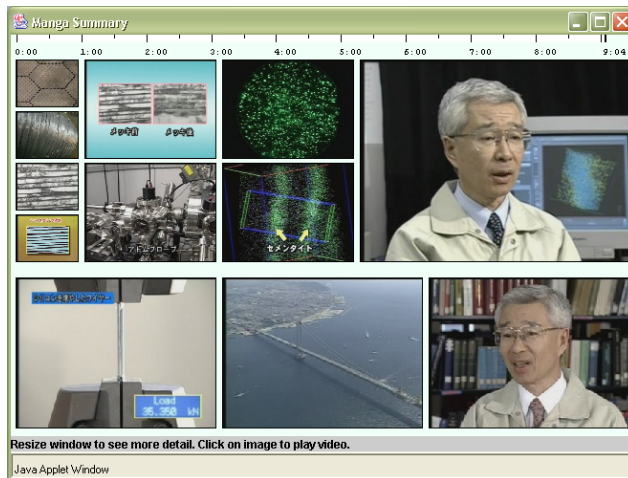 Manga Summary
0:00 1:00 2:00 3:00 4:00 5:00 6:00 7:00 8:00 9:04
メッキ前 メッキ後
アトムプローブ
セメンタイト
Load
35.350 kN
Resize window to see more detail. Click on image to play video.
Java Applet Window